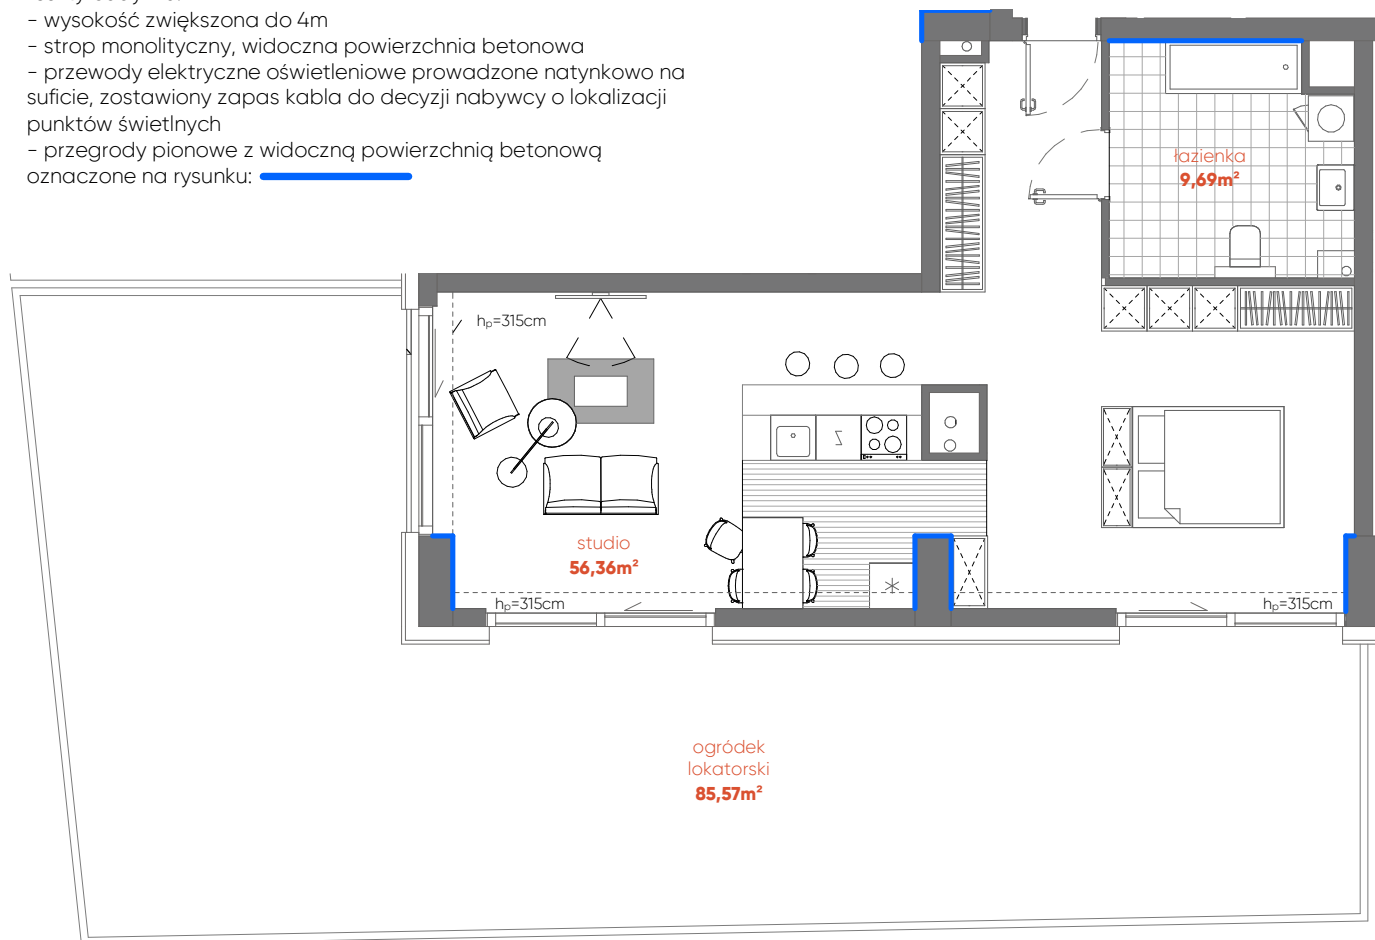 - wysokość zwiększona do 4m
- strop monolityczny, widoczna powierzchnia betonowa
- przewody elektryczne oświetleniowe prowadzone natynkowo na
suficie, zostawiony zapas kabla do decyzji nabywcy o lokalizacji
punktów świetlnych
- przegrody pionowe z widoczną powierzchnią betonową
oznaczone na rysunku:
łazienka
9,69m²
hₚ=315cm
studio
56,36m²
hₚ=315cm
hₚ=315cm
ogródek
lokatorski
85,57m²